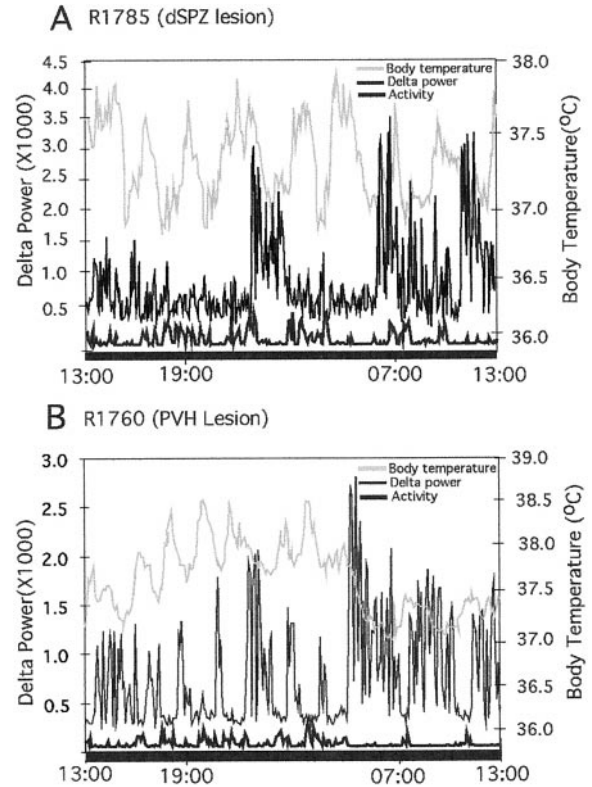 A R1785 (dSPZ lesion)
Delta Power (X1000)
4.5
4.0
3.5
3.0
2.5
2.0
1.5
1.0
0.5
Body temperature
Delta power
Activity
38.0
37.5
37.0
36.5
36.0
Body Temperature(°C)
13:00 19:00 07:00 13:00
B R1760 (PVH Lesion)
Delta Power(X1000)
3.0
2.5
2.0
1.5
1.0
0.5
Body temperature
Delta power
Activity
39.0
38.5
38.0
37.5
37.0
36.5
36.0
Body Temperature (°C)
13:00 19:00 07:00 13:00